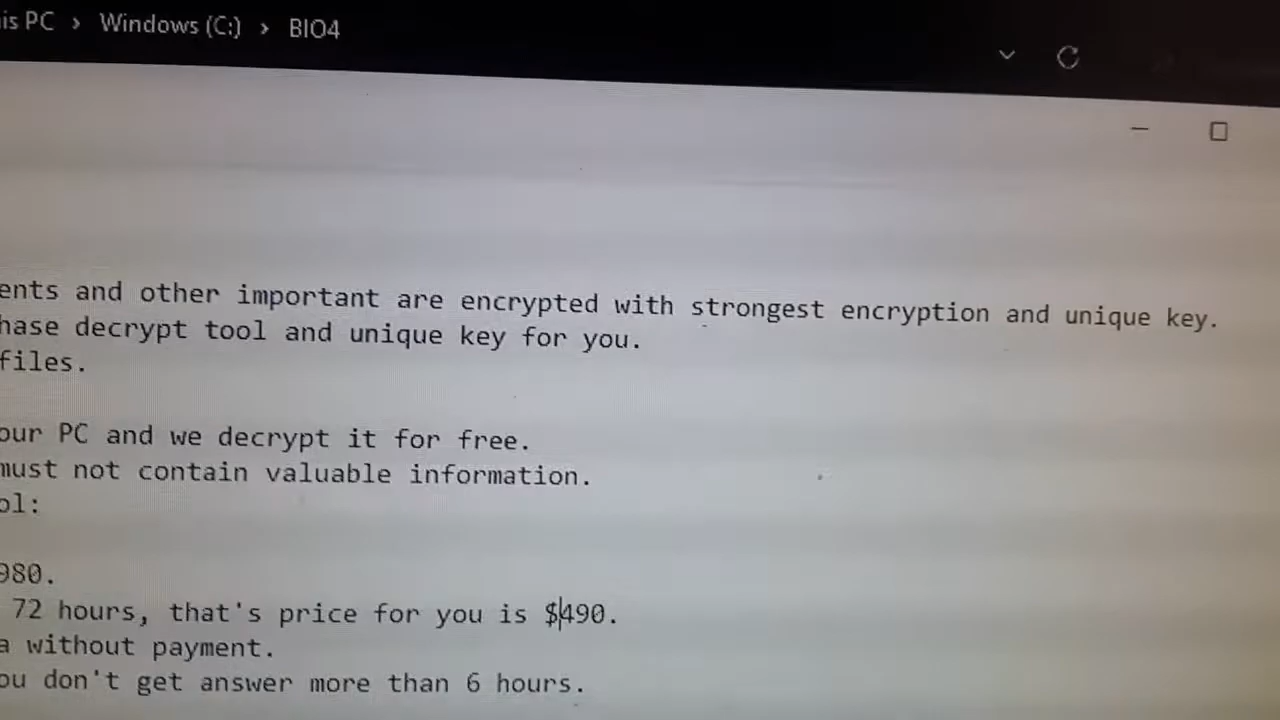 is PC > Windows (C:) > BIO4
ents and other important are encrypted with strongest encryption and unique key.
hase decrypt tool and unique key for you.
files.
our PC and we decrypt it for free.
must not contain valuable information.
ol:
980.
72 hours, that's price for you is $490.
a without payment.
ou don't get answer more than 6 hours.